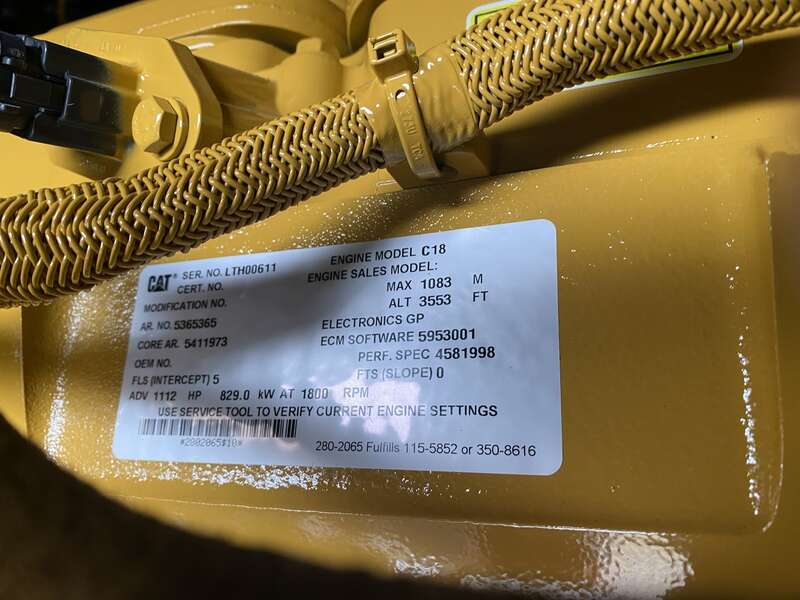 CAT® SER. NO. LTH00611 ENGINE MODEL C18
CERT. NO. ENGINE SALES MODEL:
MODIFICATION NO. MAX 1083 M
ALT 3553 FT
AR. NO. 5365365 ELECTRONICS GP
CORE AR. 5411973 ECM SOFTWARE 5953001
OEM NO. PERF. SPEC 4581998
FLS (INTERCEPT) 5 FTS (SLOPE) 0
ADV 1112 HP 829.0 kW AT 1800 RPM
USE SERVICE TOOL TO VERIFY CURRENT ENGINE SETTINGS
*2802065$18*
280-2065 Fulfills 115-5852 or 350-8616